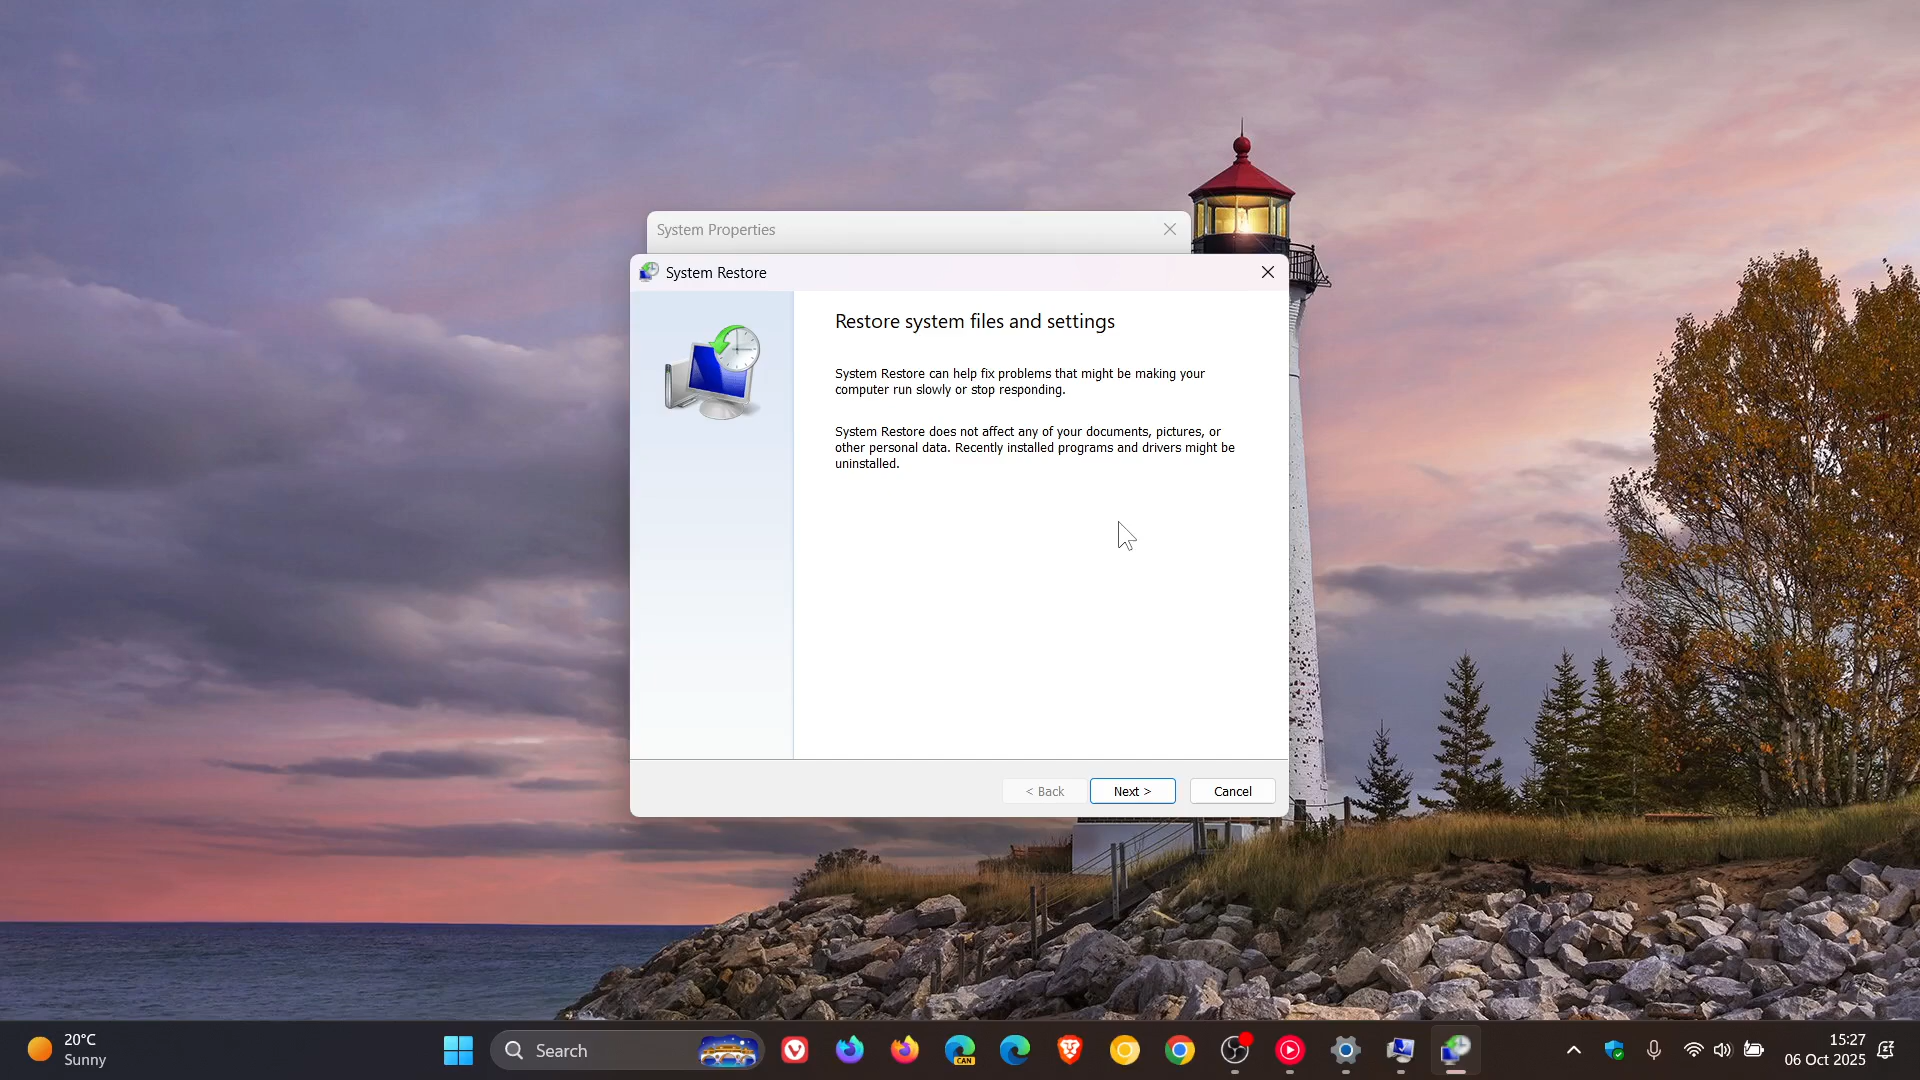 System Properties
System Restore
Restore system files and settings
System Restore can help fix problems that might be making your
computer run slowly or stop responding.
System Restore does not affect any of your documents, pictures, or
other personal data. Recently installed programs and drivers might be
uninstalled.
< Back
Next >
Cancel
20°C
Sunny
Search
CAN
15:27
06 Oct 2025